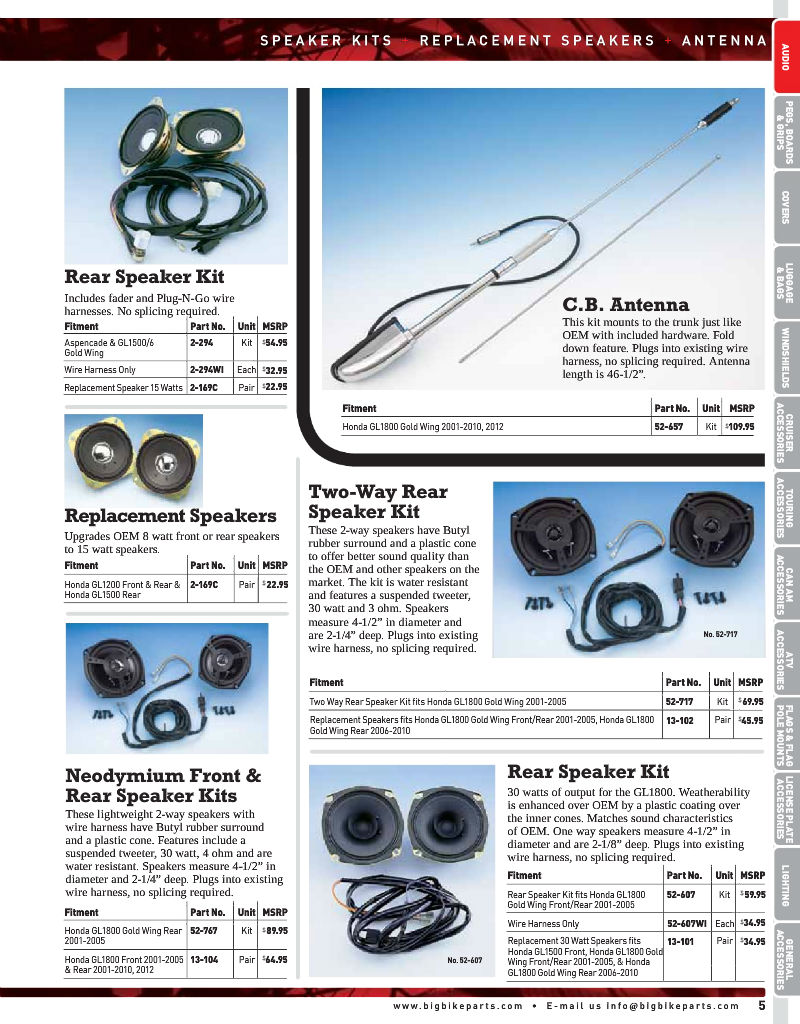 SPEAKER KITS + REPLACEMENT SPEAKERS + ANTENNA
Rear Speaker Kit
Includes fader and Plug-N-Go wire
harnesses. No splicing required.
Fitment Part No. Unit MSRP
Aspencade & GL1500/6 2-294 Kit $54.95
Gold Wing
Wire Harness Only 2-294WI Each $32.95
Replacement Speaker 15 Watts 2-169C Pair $22.95
Replacement Speakers
Upgrades OEM 8 watt front or rear speakers
to 15 watt speakers.
Fitment Part No. Unit MSRP
Honda GL1200 Front & Rear & 2-169C Pair $22.95
Honda GL1500 Rear
Neodymium Front &
Rear Speaker Kits
These lightweight 2-way speakers with
wire harness have Butyl rubber surround
and a plastic cone. Features include a
suspended tweeter, 30 watt, 4 ohm and are
water resistant. Speakers measure 4-1/2” in
diameter and 2-1/4” deep. Plugs into existing
wire harness, no splicing required.
Fitment Part No. Unit MSRP
Honda GL1800 Gold Wing Rear 52-767 Kit $89.95
2001-2005
Honda GL1800 Front 2001-2005 13-104 Pair $64.95
& Rear 2001-2010, 2012
C.B. Antenna
This kit mounts to the trunk just like
OEM with included hardware. Fold
down feature. Plugs into existing wire
harness, no splicing required. Antenna
length is 46-1/2”.
Fitment Part No. Unit MSRP
Honda GL1800 Gold Wing 2001-2010, 2012 52-657 Kit $109.95
Two-Way Rear
Speaker Kit
These 2-way speakers have Butyl
rubber surround and a plastic cone
to offer better sound quality than
the OEM and other speakers on the
market. The kit is water resistant
and features a suspended tweeter,
30 watt and 3 ohm. Speakers
measure 4-1/2” in diameter and
are 2-1/4” deep. Plugs into existing
wire harness, no splicing required.
No. 52-717
Fitment Part No. Unit MSRP
Two Way Rear Speaker Kit fits Honda GL1800 Gold Wing 2001-2005 52-717 Kit $69.95
Replacement Speakers fits Honda GL1800 Gold Wing Front/Rear 2001-2005, Honda GL1800 13-102 Pair $45.95
Gold Wing Rear 2006-2010
No. 52-607
Rear Speaker Kit
30 watts of output for the GL1800. Weatherability
is enhanced over OEM by a plastic coating over
the inner cones. Matches sound characteristics
of OEM. One way speakers measure 4-1/2” in
diameter and are 2-1/8” deep. Plugs into existing
wire harness, no splicing required.
Fitment Part No. Unit MSRP
Rear Speaker Kit fits Honda GL1800 52-607 Kit $59.95
Gold Wing Front/Rear 2001-2005
Wire Harness Only 52-607WI Each $34.95
Replacement 30 Watt Speakers fits 13-101 Pair $34.95
Honda GL1500 Front, Honda GL1800 Gold
Wing Front/Rear 2001-2005, & Honda
GL1800 Gold Wing Rear 2006-2010
AUDIO
PEGS, BOARDS
& GRIPS
COVERS
LUGGAGE
& BAGS
WINDSHIELDS
CRUISER
ACCESSORIES
TOURING
ACCESSORIES
CAN AM
ACCESSORIES
ATV
ACCESSORIES
FLAGS & FLAG
POLE MOUNTS
LICENSE PLATE
ACCESSORIES
LIGHTING
GENERAL
ACCESSORIES
www.bigbikeparts.com • E-mail us Info@bigbikeparts.com 5